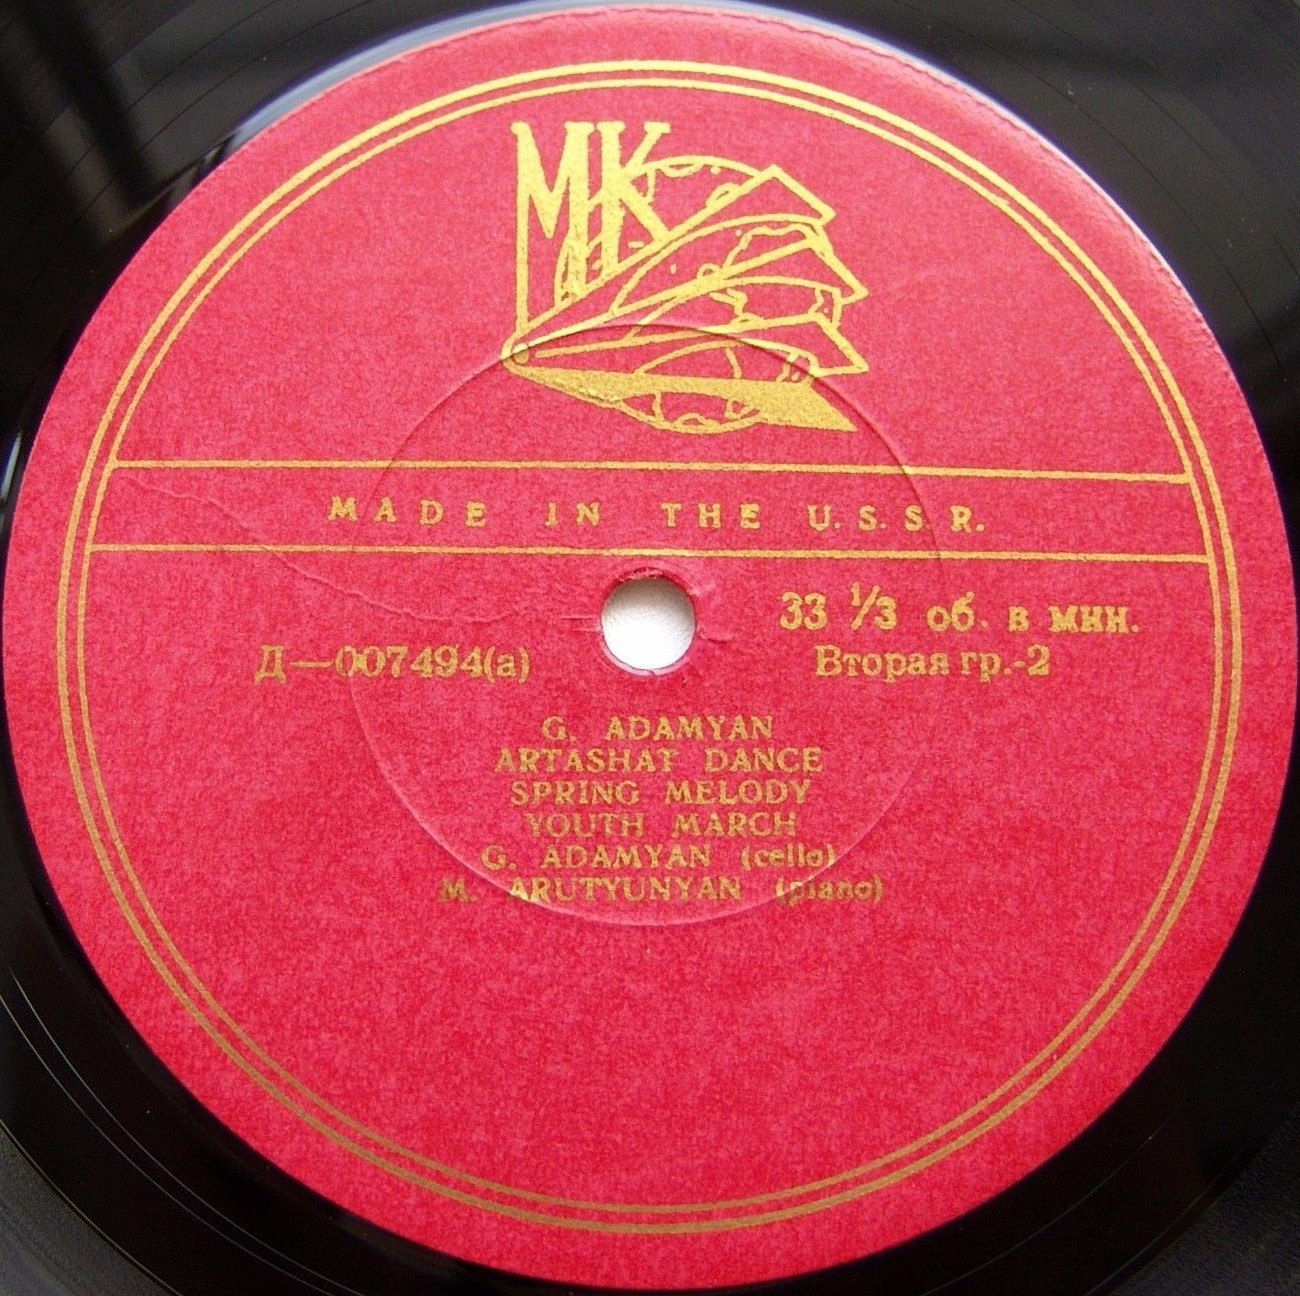 MK
MADE IN THE U.S.S.R.
33 ⅓ об. в мин.
Д—007494(а) Вторая гр.-2
G. ADAMYAN
ARTASHAT DANCE
SPRING MELODY
YOUTH MARCH
G. ADAMYAN (cello)
M. ARUTYUNYAN (piano)